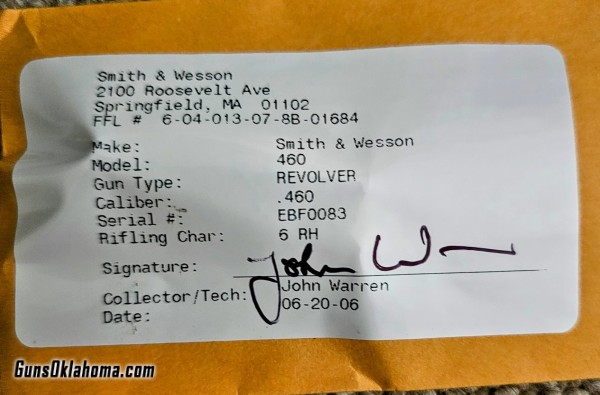 Smith & Wesson
2100 Roosevelt Ave
Springfield, MA 01102
FFL # 6-04-013-07-8B-01684
Make: Smith & Wesson
Model: 460
Gun Type: REVOLVER
Caliber: .460
Serial #: EBF0083
Rifling Char: 6 RH
Signature: John W
Collector/Tech: John Warren
Date: 06-20-06
GunsOklahoma.com